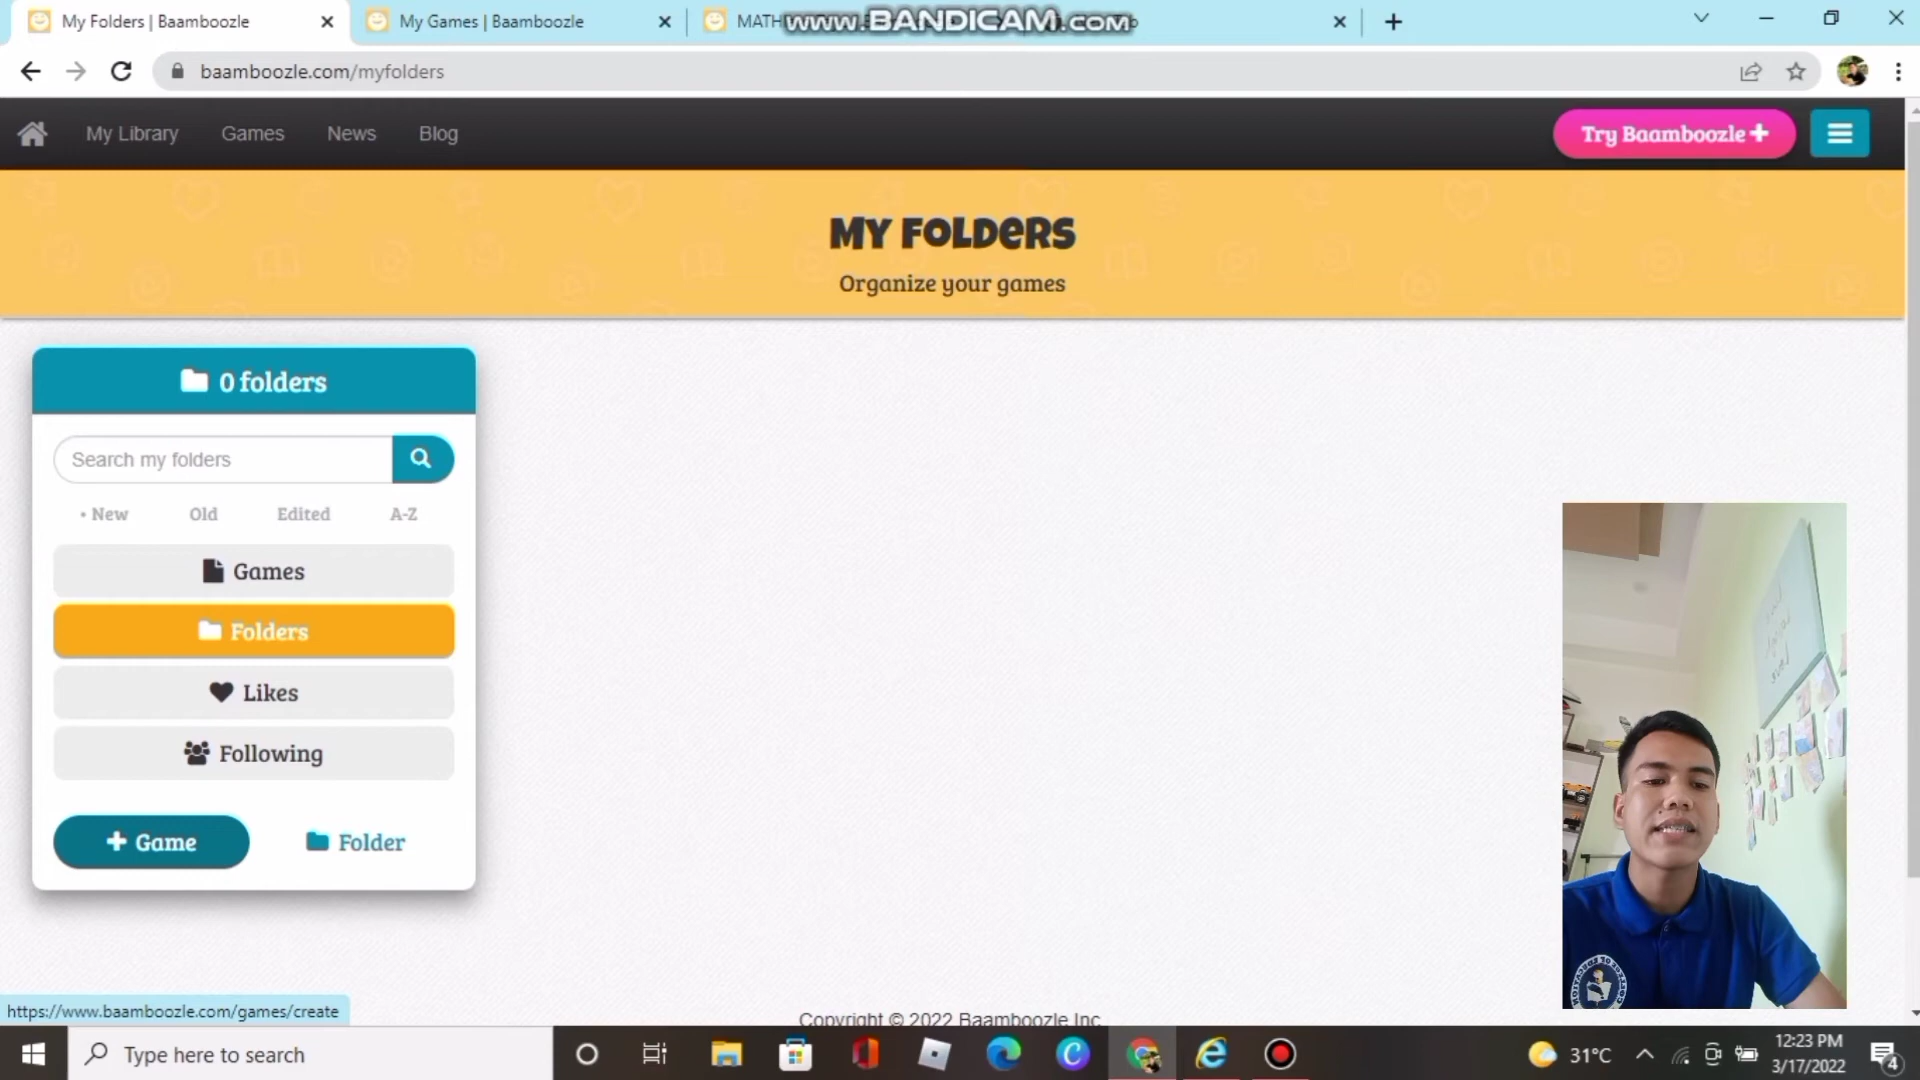 My Folders | Baamboozle
My Games | Baamboozle
MATH
www.BANDICAM.com
baamboozle.com/myfolders
My Library
Games
News
Blog
Try Baamboozle+
My Folders
Organize your games
0 folders
Search my folders
• New
Old
Edited
A-Z
Games
Folders
Likes
Following
+ Game
Folder
https://www.baamboozle.com/games/create
Copyright © 2022 Baamboozle Inc
Type here to search
31°C
12:23 PM
3/17/2022
4